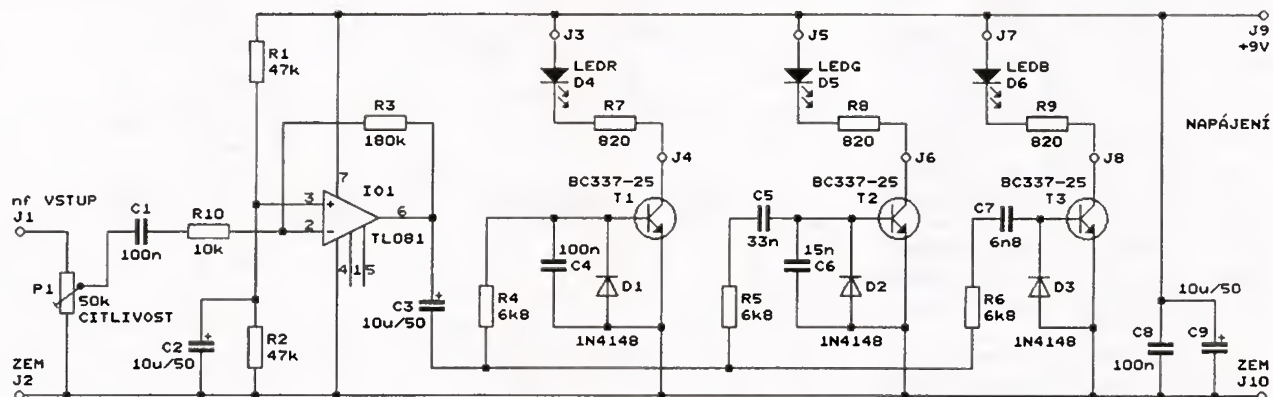 J3
J5
J7
J9
+9V
R1
47k
LEDR
D4
LEDG
D5
LEDB
D6
R3
180k
R7
820
R8
820
R9
820
NAPÁJENÍ
J4
J6
J8
nf VSTUP
J1
C1
100n
R10
10k
7
3
+
IO1
2
-
6
TL081
4
1
5
BC337-25
T1
BC337-25
T2
BC337-25
T3
C5
33n
C7
6n8
100n
C4
15n
C6
P1
50k
CITLIVOST
C3
10u/50
R4
6k8
D1
1N4148
R5
6k8
D2
1N4148
R6
6k8
D3
1N4148
10u/50
C8
100n
C9
C2
10u/50
R2
47k
ZEM
J2
ZEM
J10